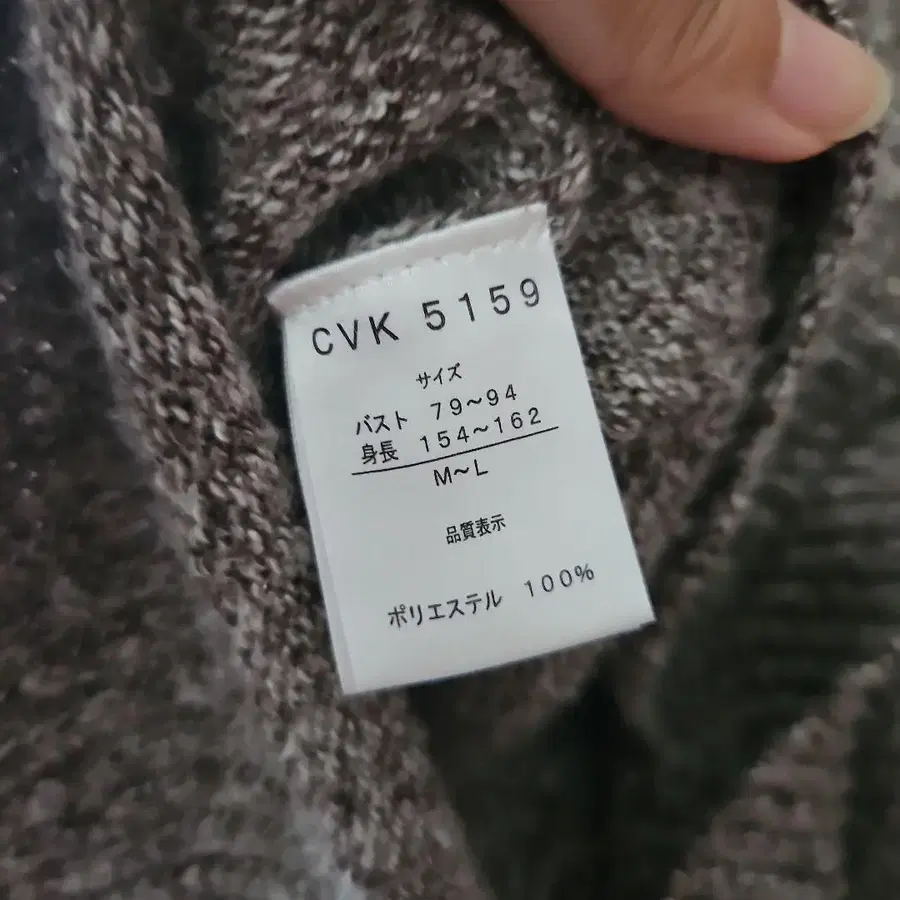 CVK 5159
サイズ
バスト 79～94
身長 154～162
M～L
品質表示
ポリエステル 100%